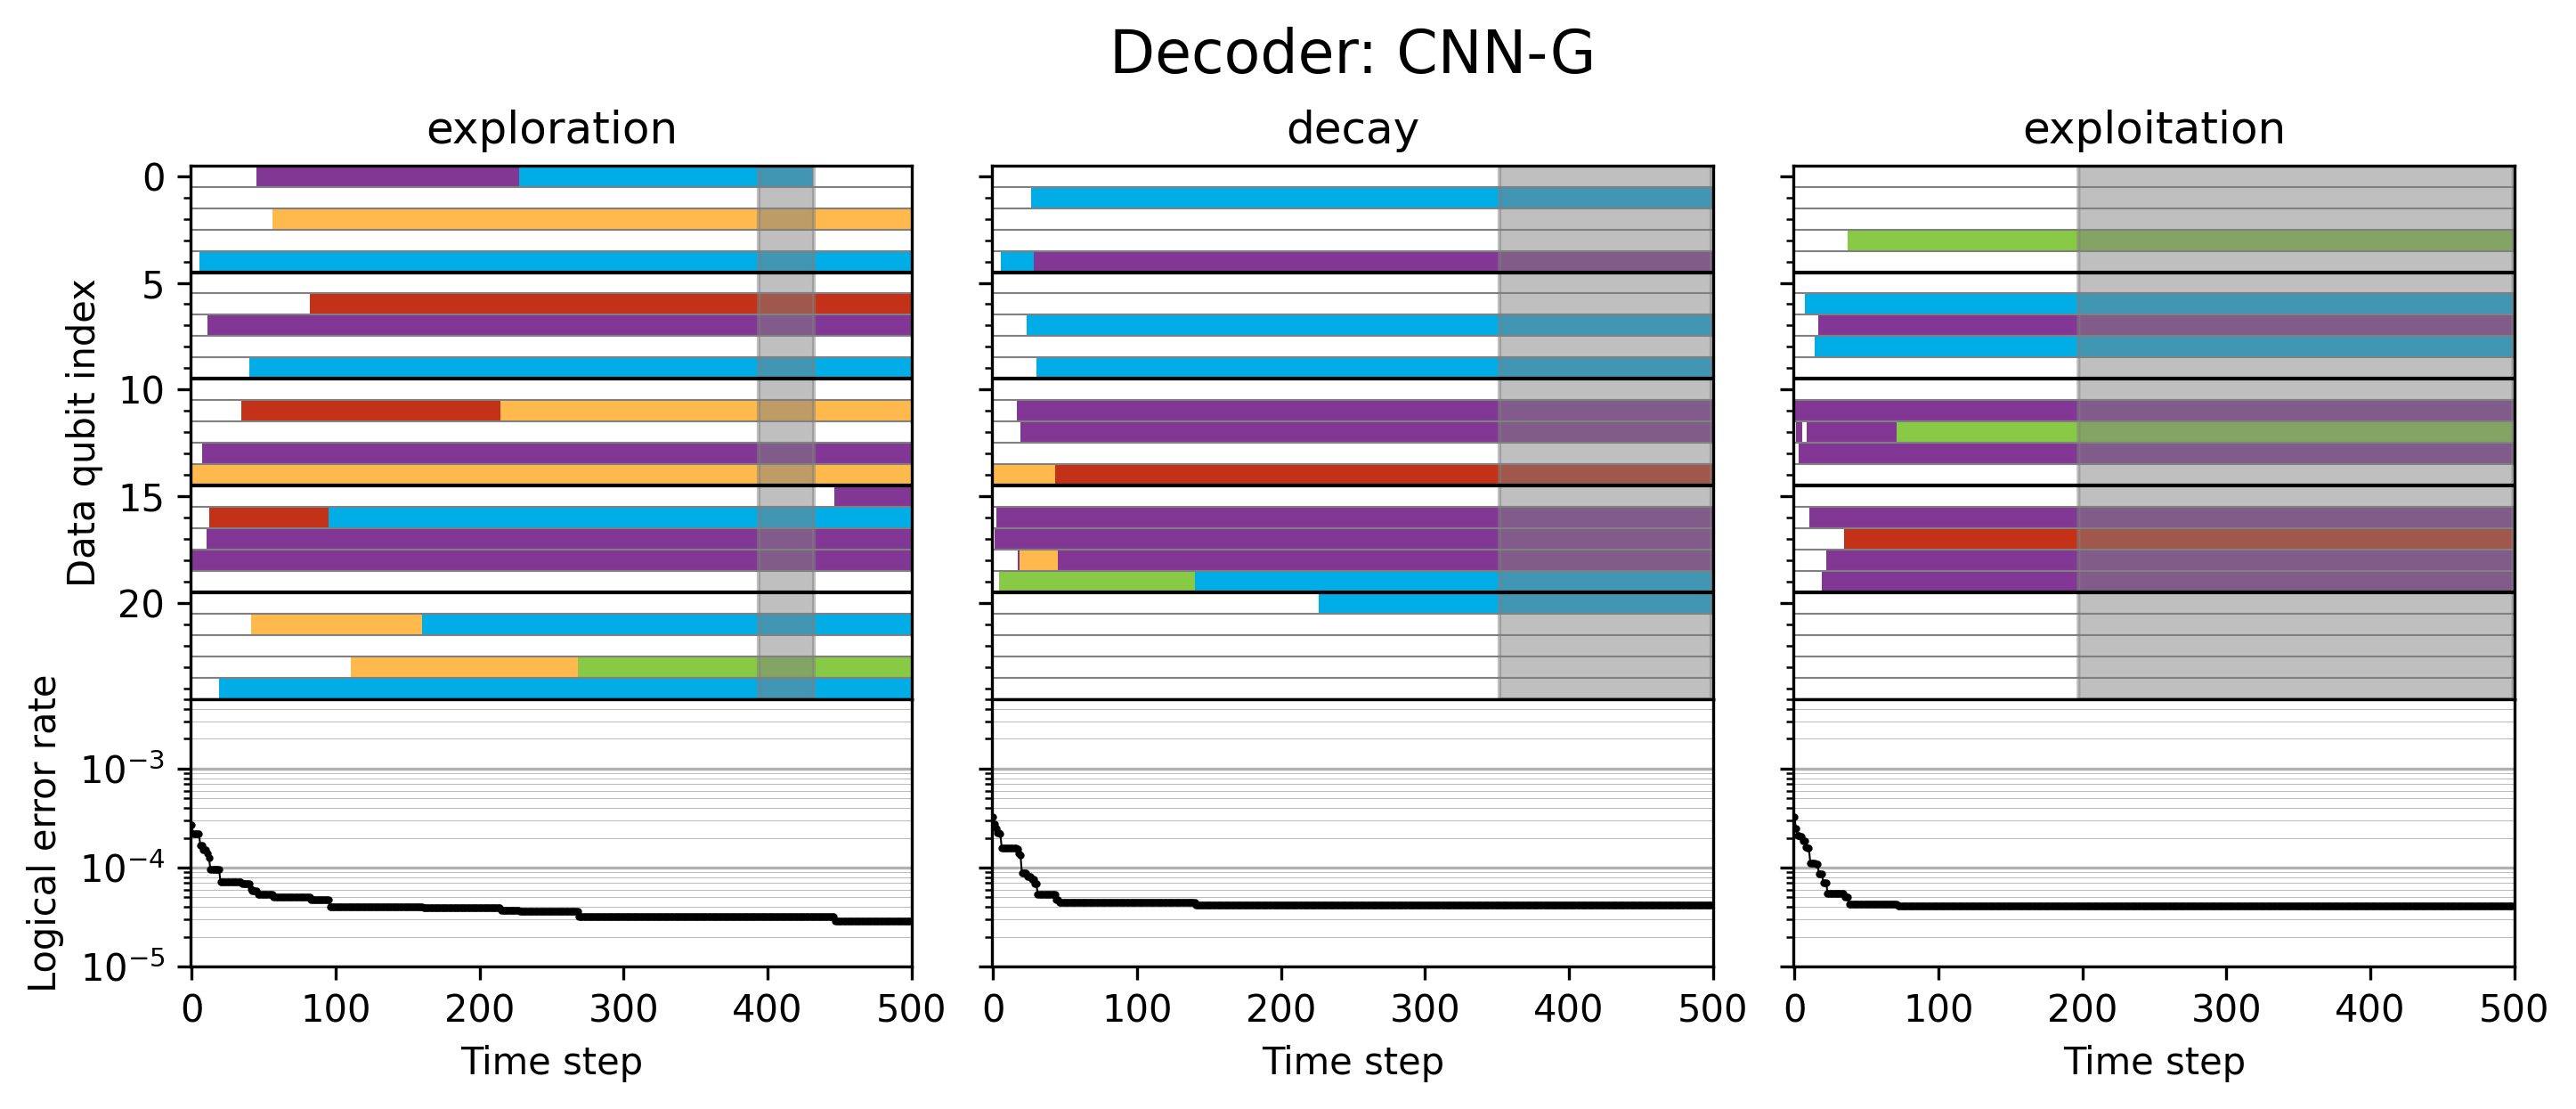 Decoder: CNN-G
exploration decay exploitation
0
5
10
15
20
Data qubit index
10⁻³
10⁻⁴
10⁻⁵
Logical error rate
0 100 200 300 400 500 0 100 200 300 400 500 0 100 200 300 400 500
Time step Time step Time step